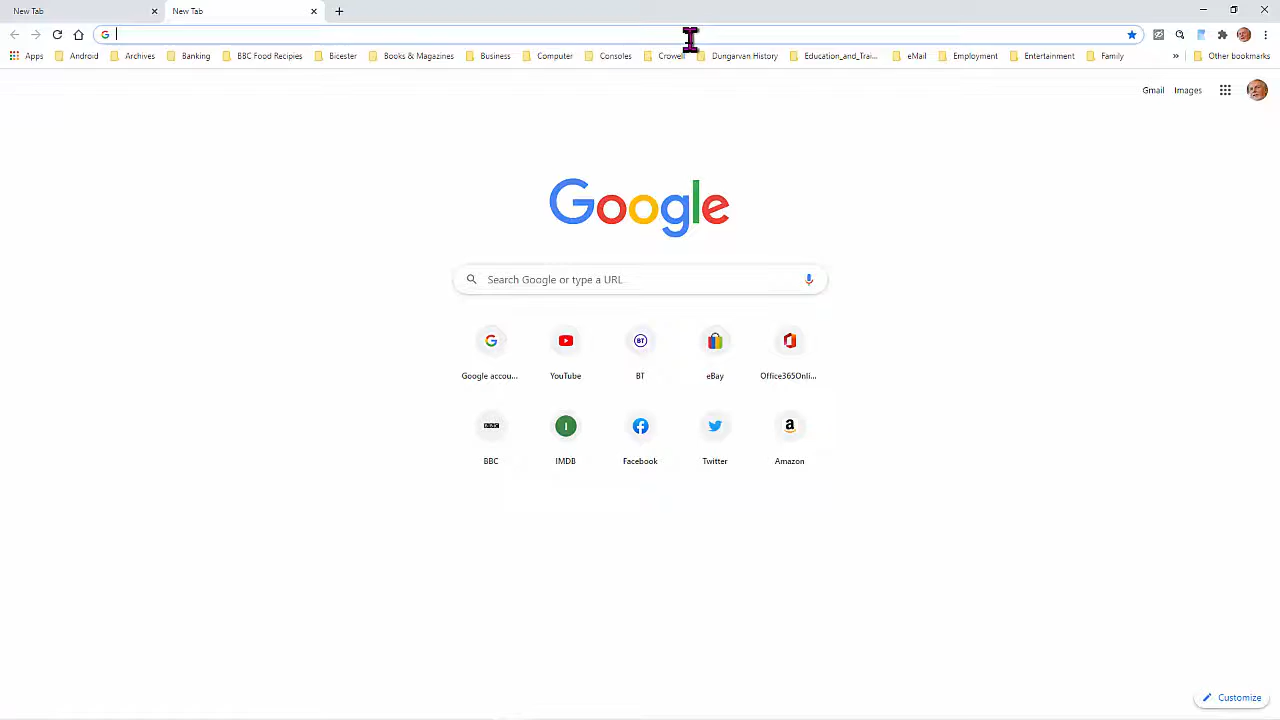 New Tab
New Tab
Apps Android Archives Banking BBC Food Recipes Bicester Books & Magazines Business Computer Consoles Crowell Dungarvan History Education_and_Trai... eMail Employment Entertainment Family » Other bookmarks
Gmail Images
Google
Search Google or type a URL
Google accou... YouTube BT eBay Office365Onli...
BBC IMDB Facebook Twitter Amazon
Customize